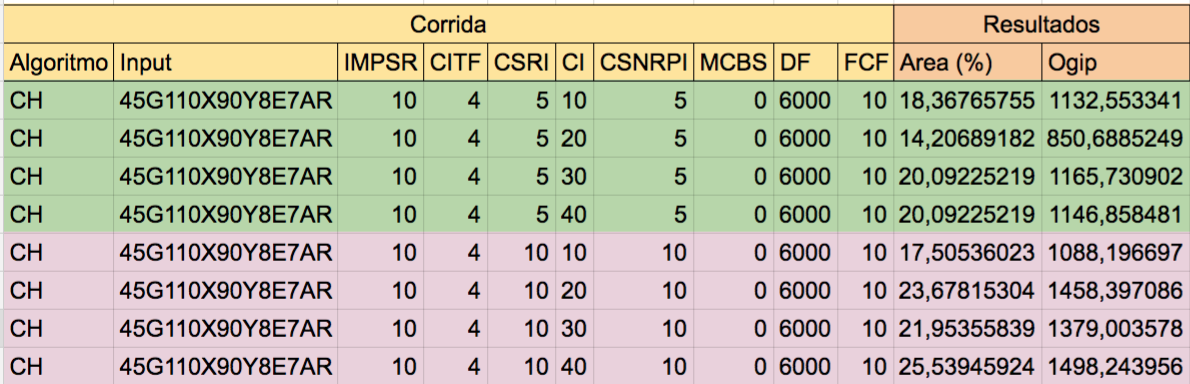 Corrida Resultados
Algoritmo Input IMPSR CITF CSRI CI CSNRPI MCBS DF FCF Area (%) Ogip
CH 45G110X90Y8E7AR 10 4 5 10 5 0 6000 10 18,36765755 1132,553341
CH 45G110X90Y8E7AR 10 4 5 20 5 0 6000 10 14,20689182 850,6885249
CH 45G110X90Y8E7AR 10 4 5 30 5 0 6000 10 20,09225219 1165,730902
CH 45G110X90Y8E7AR 10 4 5 40 5 0 6000 10 20,09225219 1146,858481
CH 45G110X90Y8E7AR 10 4 10 10 10 0 6000 10 17,50536023 1088,196697
CH 45G110X90Y8E7AR 10 4 10 20 10 0 6000 10 23,67815304 1458,397086
CH 45G110X90Y8E7AR 10 4 10 30 10 0 6000 10 21,95355839 1379,003578
CH 45G110X90Y8E7AR 10 4 10 40 10 0 6000 10 25,53945924 1498,243956